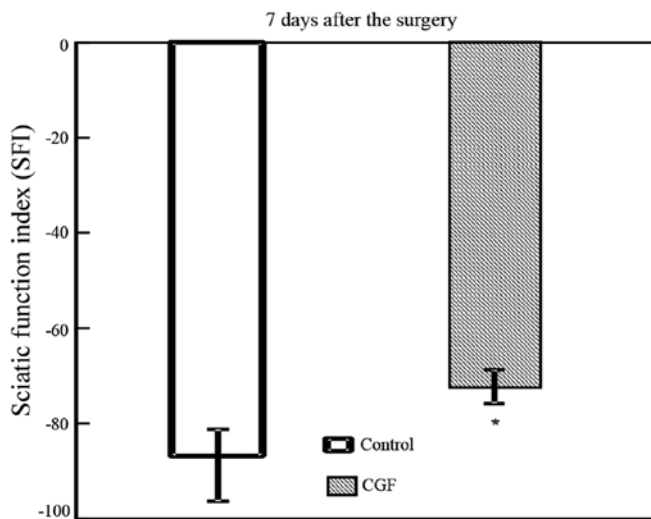 7 days after the surgery
Sciatic function index (SFI)
0
-20
-40
-60
-80
-100
*
Control
CGF